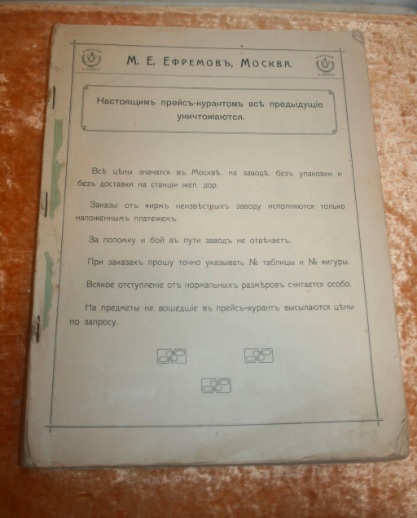 М. Е. Ефремовъ, Москва.
Настоящимъ прейсъ-курантомъ всѣ предыдущіе
уничтожаются.
Всѣ цѣны значатся въ Москвѣ, на заводѣ, безъ упаковки и
безъ доставки на станціи жел. дор.
Заказы отъ фирмъ неизвѣстныхъ заводу исполняются только
наложеннымъ платежемъ.
За поломку и бой въ пути заводъ не отвѣчаетъ.
При заказахъ прошу точно указывать № таблицы и № фигуры.
Всякое отступленіе отъ нормальныхъ размѣровъ считается особо.
На предметы не вошедшіе въ прейсъ-курантъ высылаются цѣны
по запросу.